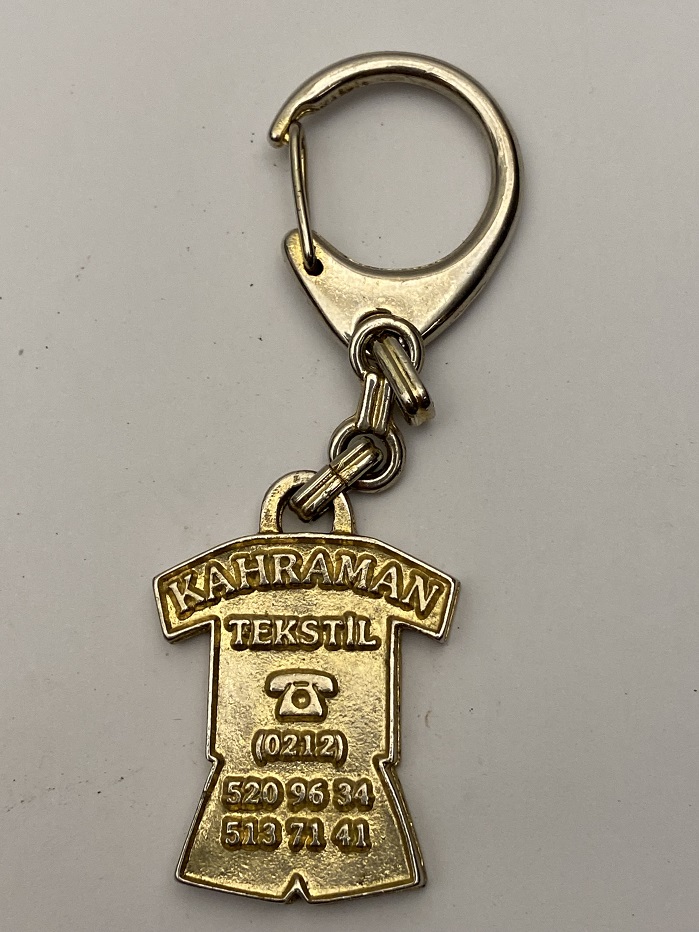 KAHRAMAN
TEKSTİL
(0212)
520 96 34
513 71 41